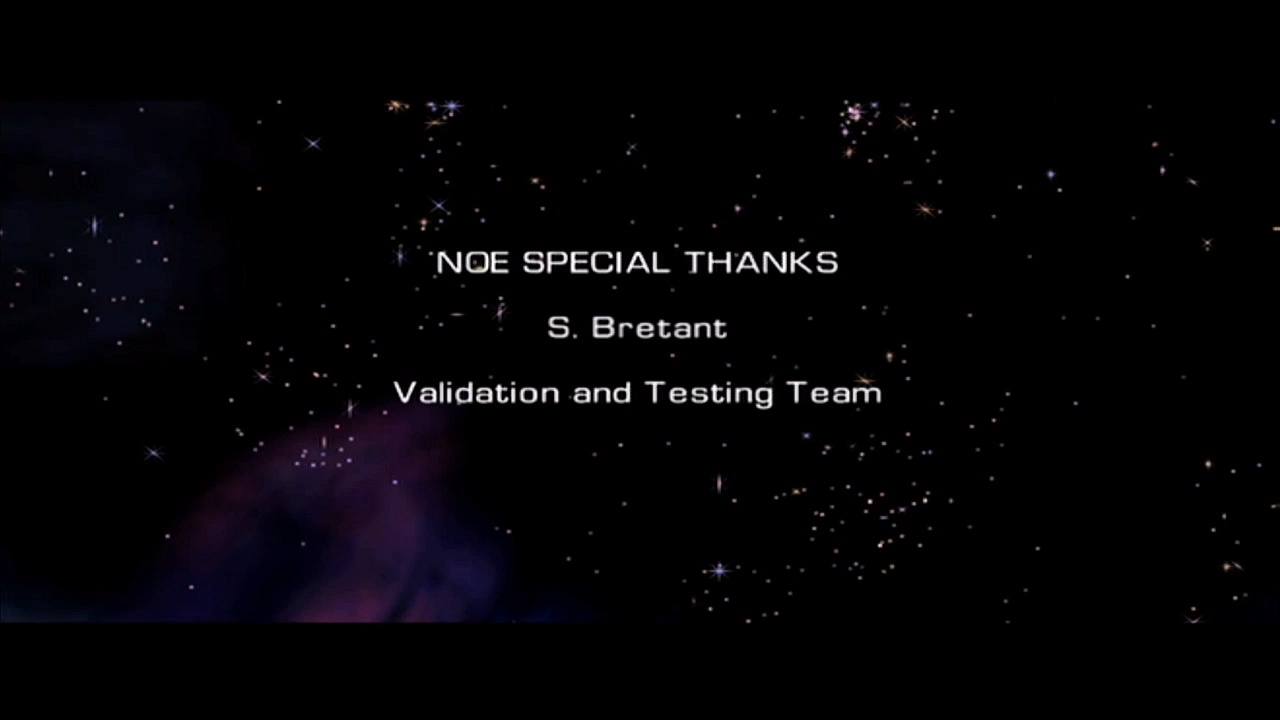 NOE SPECIAL THANKS
S. Bretant
Validation and Testing Team